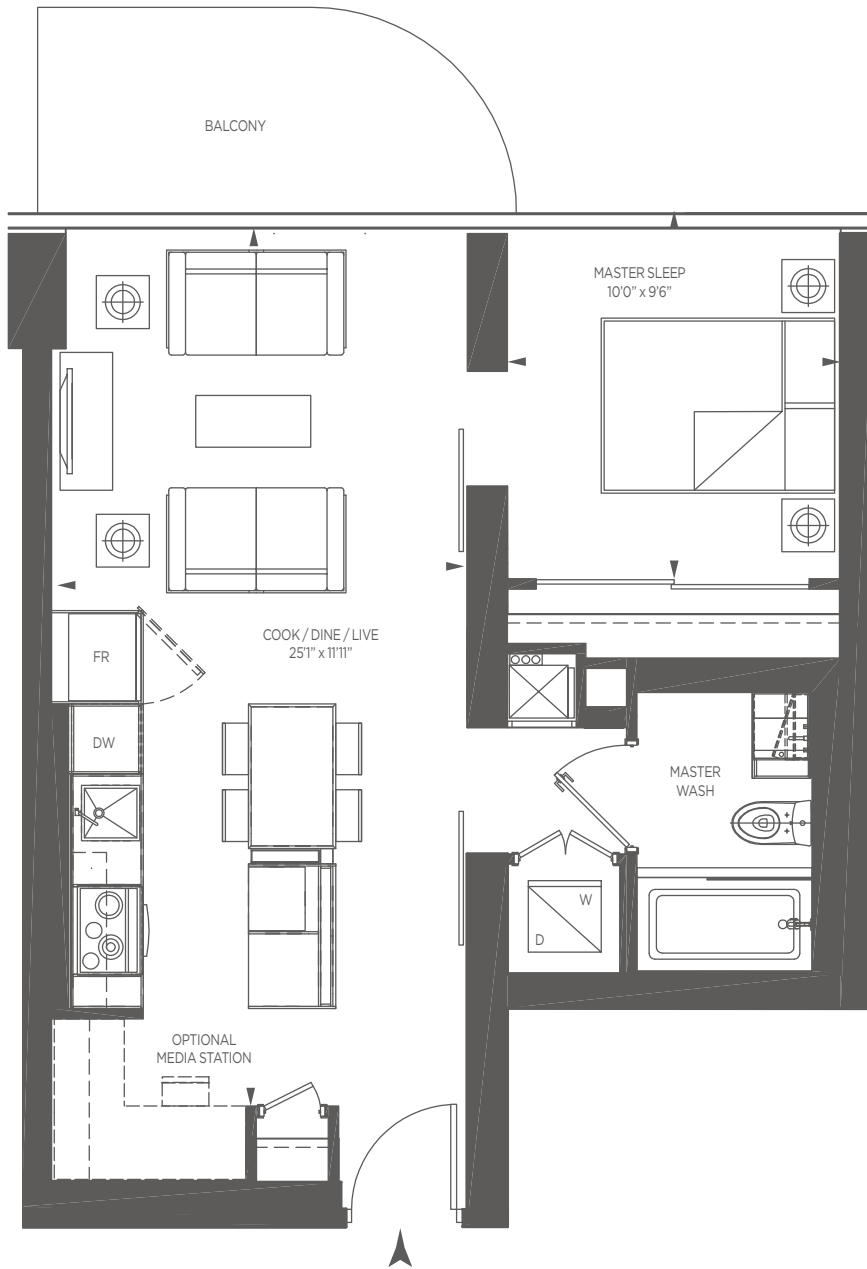 BALCONY
MASTER SLEEP
10'0" x 9'6"
COOK / DINE / LIVE
25'1" x 11'11"
FR
DW
MASTER
WASH
W
D
OPTIONAL
MEDIA STATION